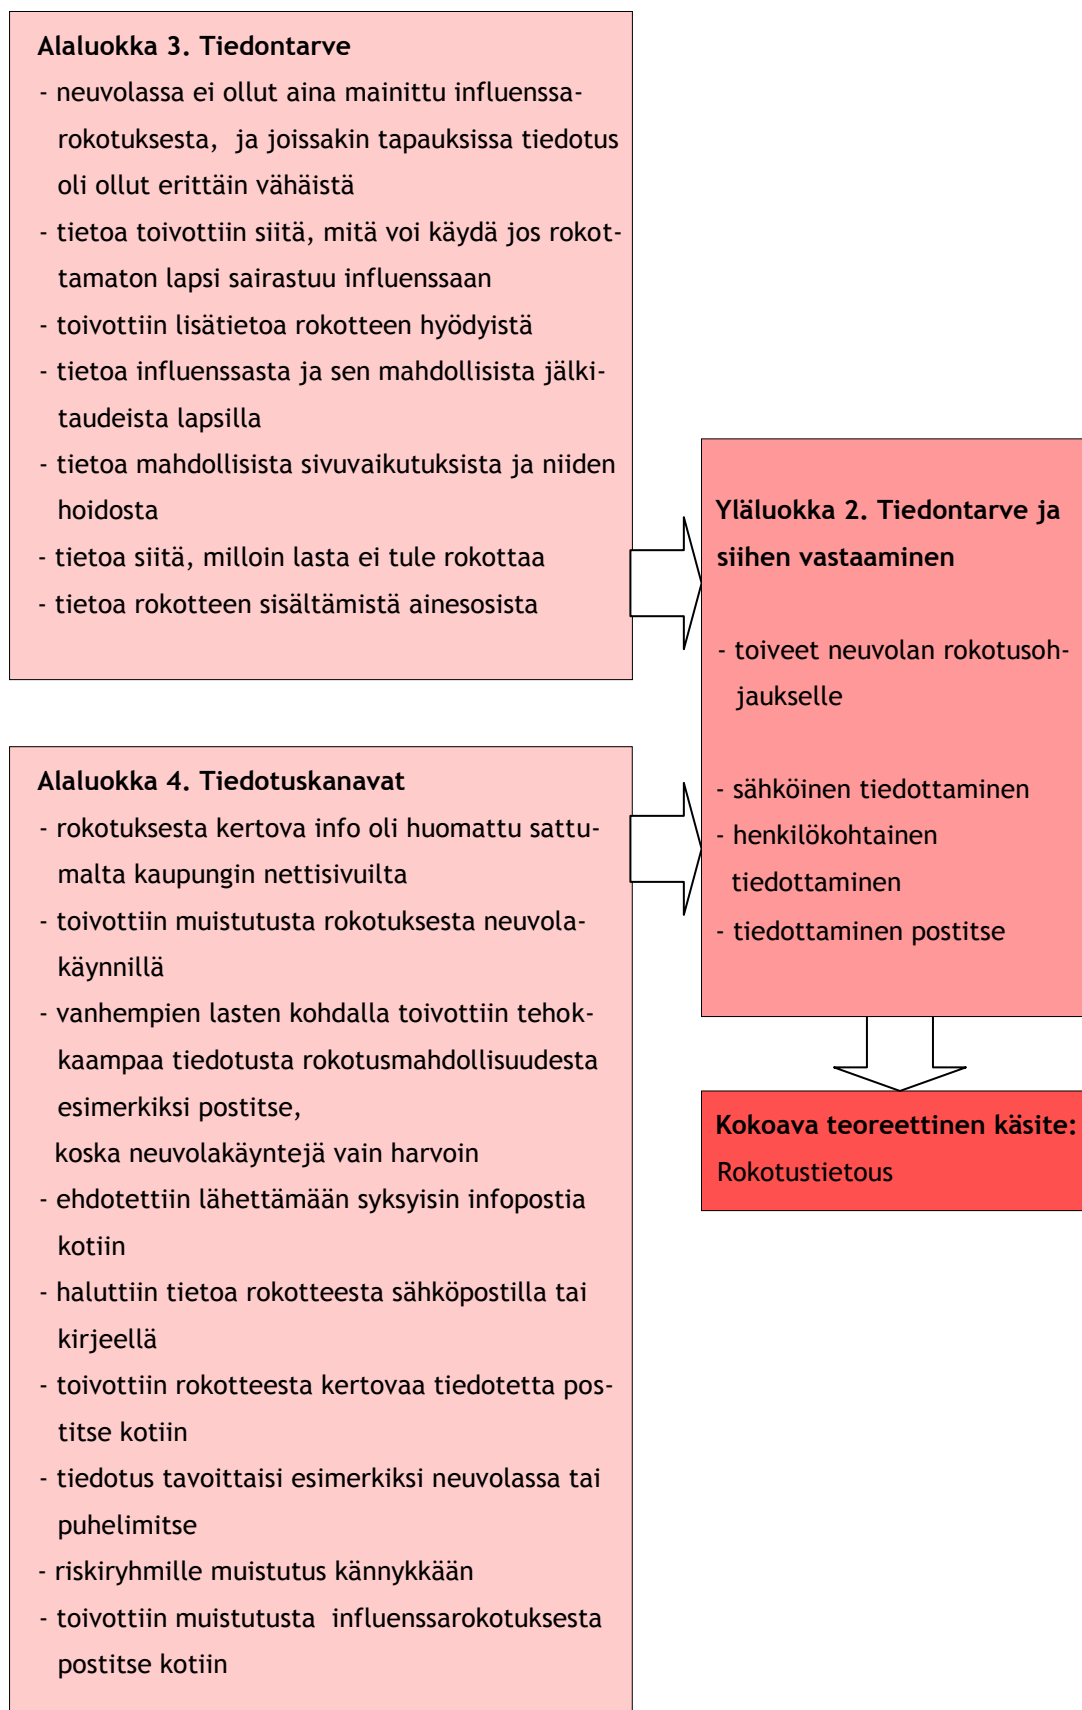 Alaluokka 3. Tiedontarve
- neuvolassa ei ollut aina mainittu influenssa-
rokotuksesta,  ja joissakin tapauksissa tiedotus
oli ollut erittäin vähäistä
- tietoa toivottiin siitä, mitä voi käydä jos rokot-
tamaton lapsi sairastuu influenssaan
- toivottiin lisätietoa rokotteen hyödyistä
- tietoa influenssasta ja sen mahdollisista jälki-
taudeista lapsilla
- tietoa mahdollisista sivuvaikutuksista ja niiden
hoidosta
- tietoa siitä, milloin lasta ei tule rokottaa
- tietoa rokotteen sisältämistä ainesosista
Alaluokka 4. Tiedotuskanavat
- rokotuksesta kertova info oli huomattu sattu-
malta kaupungin nettisivuilta
- toivottiin muistutusta rokotuksesta neuvola-
käynnillä
- vanhempien lasten kohdalla toivottiin tehok-
kaampaa tiedotusta rokotusmahdollisuudesta
esimerkiksi postitse,
koska neuvolakäyntejä vain harvoin
- ehdotettiin lähettämään syksyisin infopostia
kotiin
- haluttiin tietoa rokotteesta sähköpostilla tai
kirjeellä
- toivottiin rokotteesta kertovaa tiedotetta pos-
titse kotiin
- tiedotus tavoittaisi esimerkiksi neuvolassa tai
puhelimitse
- riskiryhmille muistutus kännykkään
- toivottiin muistutusta  influenssarokotuksesta
postitse kotiin
Yläluokka 2. Tiedontarve ja
siihen vastaaminen
- toiveet neuvolan rokotusoh-
jaukselle
- sähköinen tiedottaminen
- henkilökohtainen
tiedottaminen
- tiedottaminen postitse
Kokoava teoreettinen käsite:
Rokotustietous